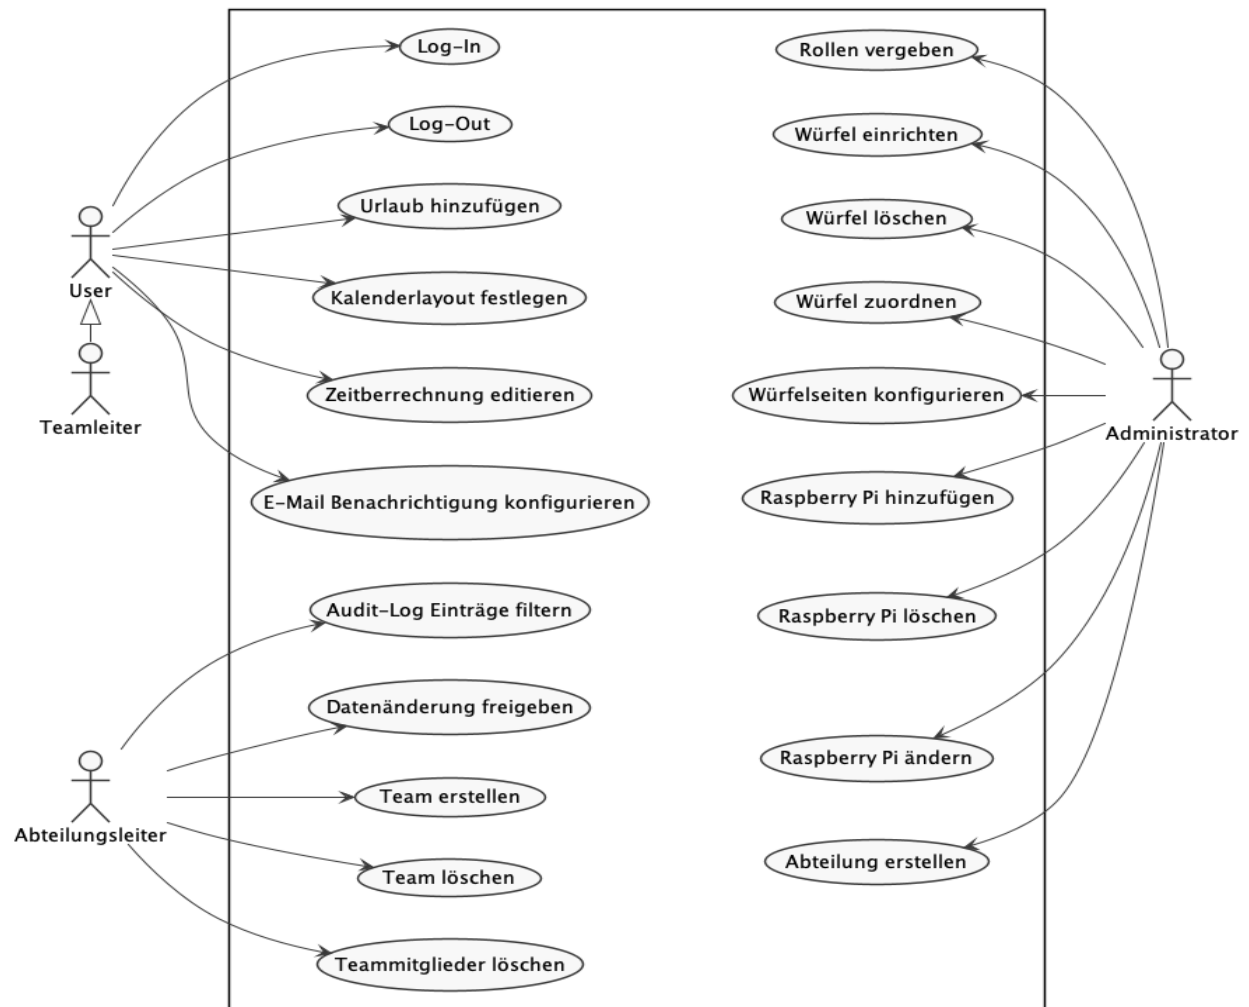 Log-In
Log-Out
Urlaub hinzufügen
Kalenderlayout festlegen
Zeitberrechnung editieren
E-Mail Benachrichtigung konfigurieren
Audit-Log Einträge filtern
Datenänderung freigeben
Team erstellen
Team löschen
Teammitglieder löschen
User
Teamleiter
Abteilungsleiter
Rollen vergeben
Würfel einrichten
Würfel löschen
Würfel zuordnen
Würfelseiten konfigurieren
Raspberry Pi hinzufügen
Raspberry Pi löschen
Raspberry Pi ändern
Abteilung erstellen
Administrator